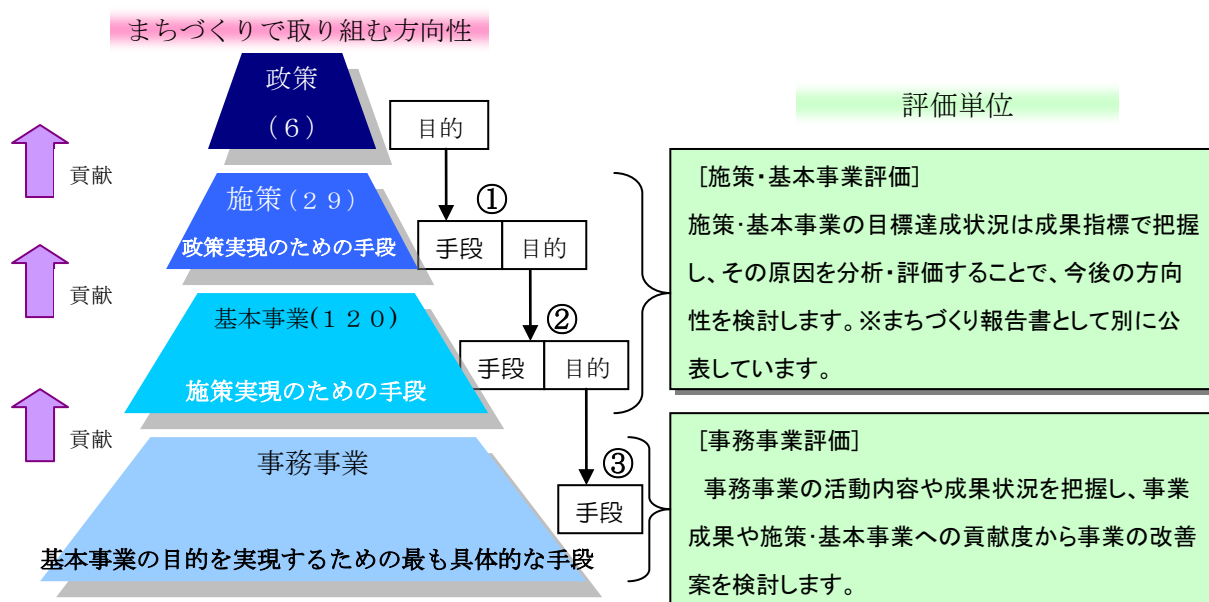 まちづくりで取り組む方向性
政策
(６)
目的
評価単位
貢献
施策(２９)
政策実現のための手段
①
手段
目的
[施策・基本事業評価]
施策・基本事業の目標達成状況は成果指標で把握
し、その原因を分析・評価することで、今後の方向
性を検討します。※まちづくり報告書として別に公
表しています。
貢献
基本事業(１２０)
施策実現のための手段
②
手段
目的
貢献
事務事業
基本事業の目的を実現するための最も具体的な手段
③
手段
[事務事業評価]
事務事業の活動内容や成果状況を把握し、事業
成果や施策・基本事業への貢献度から事業の改善
案を検討します。